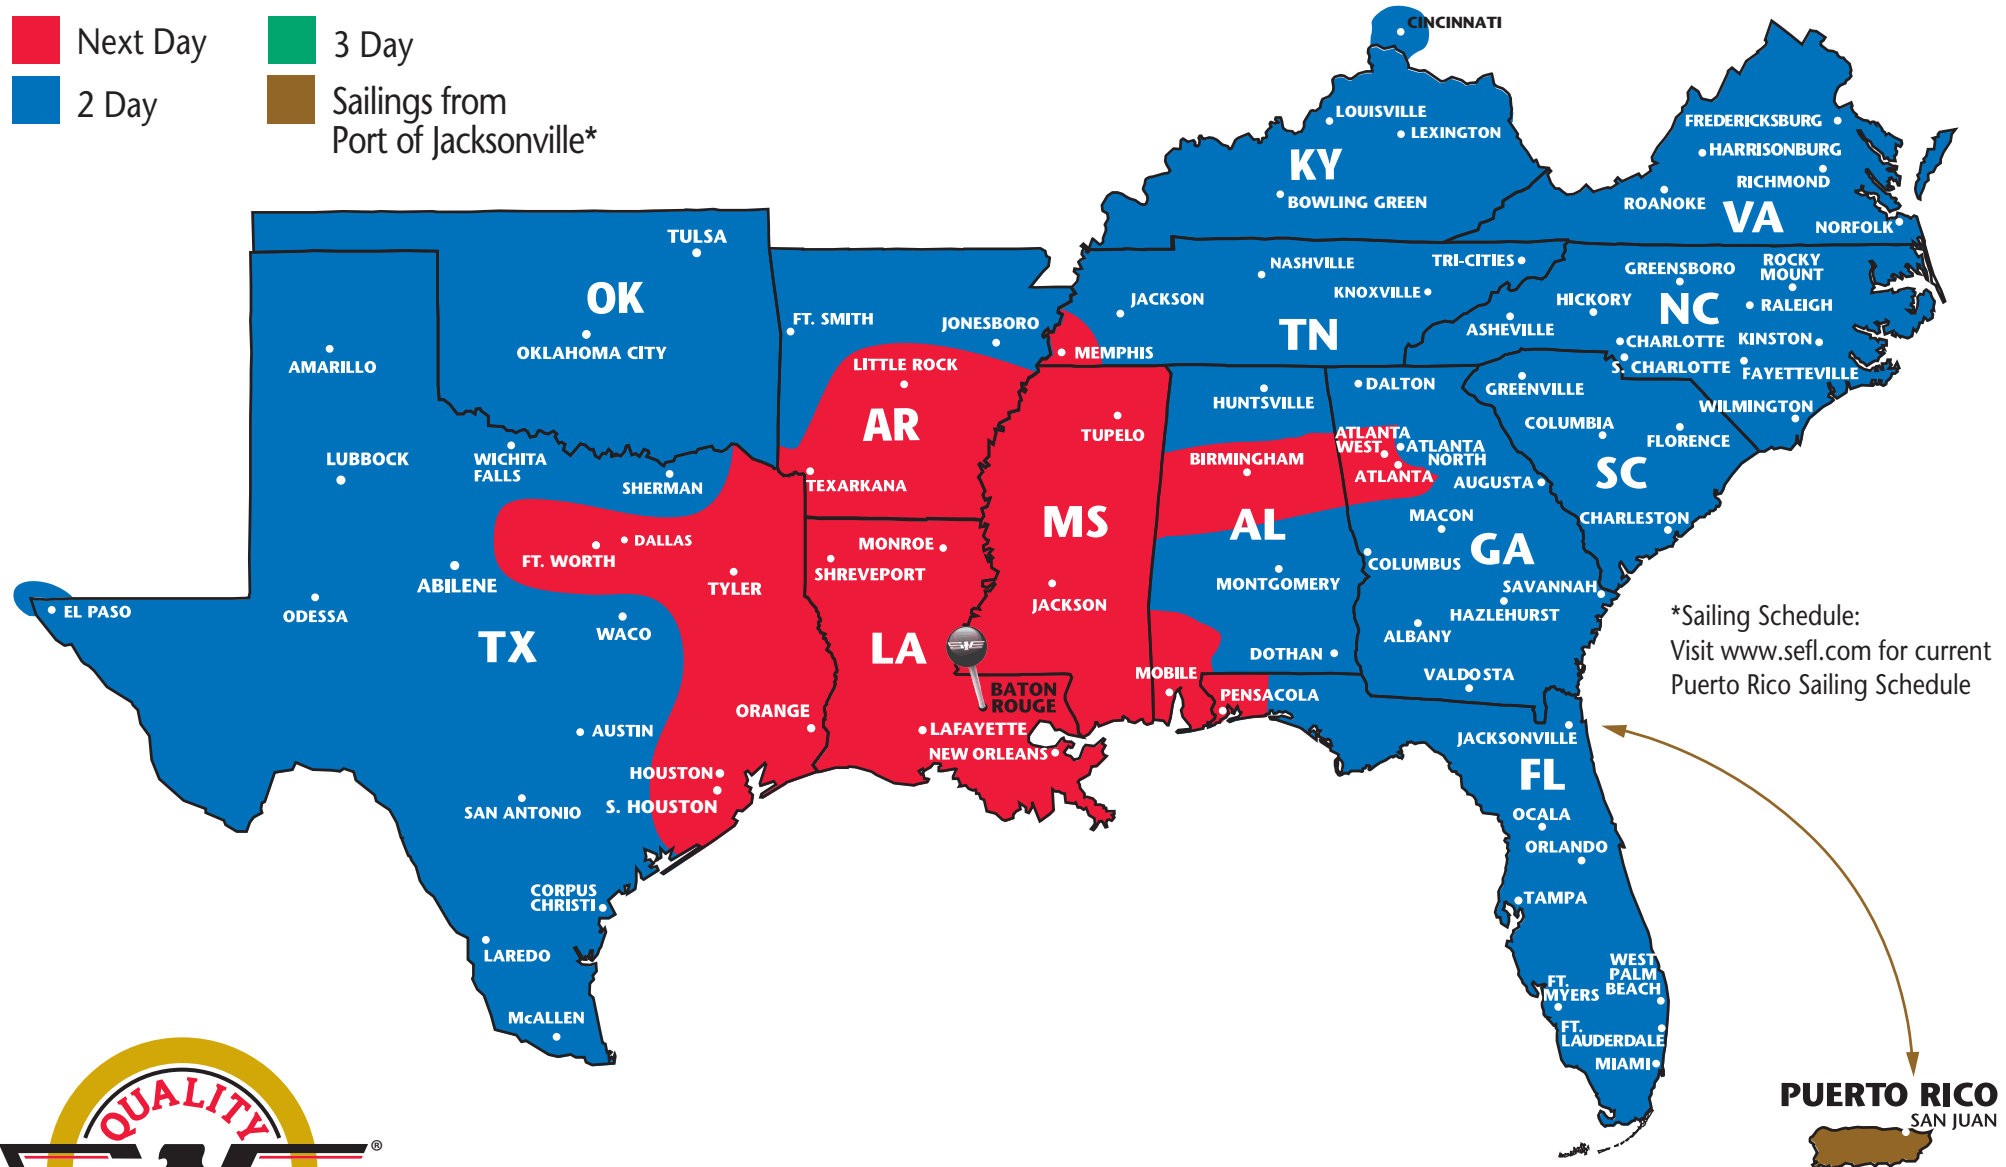 Next Day
2 Day
3 Day
Sailings from
Port of Jacksonville*
CINCINNATI
LOUISVILLE
LEXINGTON
KY
BOWLING GREEN
FREDERICKSBURG
HARRISONBURG
RICHMOND
ROANOKE
VA
NORFOLK
TULSA
OK
OKLAHOMA CITY
AMARILLO
LUBBOCK
WICHITA
FALLS
SHERMAN
FT. SMITH
JONESBORO
LITTLE ROCK
AR
TEXARKANA
NASHVILLE
TRI-CITIES
JACKSON
KNOXVILLE
TN
MEMPHIS
GREENSBORO
ROCKY
MOUNT
HICKORY
NC
RALEIGH
ASHEVILLE
CHARLOTTE
KINSTON
S. CHARLOTTE
FAYETTEVILLE
WILMINGTON
GREENVILLE
COLUMBIA
FLORENCE
SC
CHARLESTON
HUNTSVILLE
DALTON
TUPELO
BIRMINGHAM
ATLANTA
WEST
ATLANTA
NORTH
ATLANTA
AUGUSTA
MS
AL
MACON
GA
COLUMBUS
MONTGOMERY
SAVANNAH
HAZLEHURST
ALBANY
DOTHAN
VALDOSTA
JACKSON
MOBILE
PENSACOLA
FT. WORTH
DALLAS
TYLER
ABILENE
ODESSA
EL PASO
WACO
TX
MONROE
SHREVEPORT
LA
BATON
ROUGE
LAFAYETTE
NEW ORLEANS
ORANGE
AUSTIN
HOUSTON
S. HOUSTON
SAN ANTONIO
CORPUS
CHRISTI
LAREDO
McALLEN
*Sailing Schedule:
Visit www.sefl.com for current
Puerto Rico Sailing Schedule
JACKSONVILLE
FL
OCALA
ORLANDO
TAMPA
WEST
PALM
BEACH
FT.
MYERS
FT.
LAUDERDALE
MIAMI
PUERTO RICO
SAN JUAN
QUALITY
®